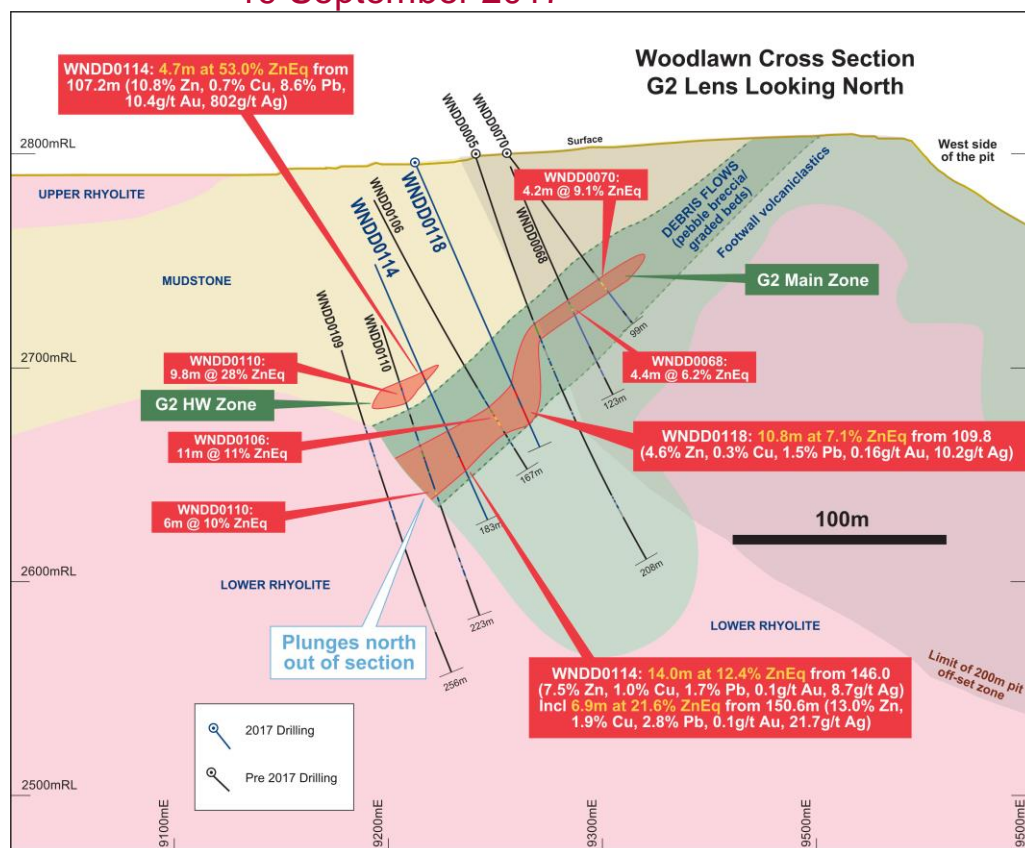 Woodlawn Cross Section
G2 Lens Looking North
WNDD0114: 4.7m at 53.0% ZnEq from
107.2m (10.8% Zn, 0.7% Cu, 8.6% Pb,
10.4g/t Au, 802g/t Ag)
2800mRL
Surface
West side
of the pit
UPPER RHYOLITE
WNDD0005
WNDD0070
WNDD0070:
4.2m @ 9.1% ZnEq
WNDD0106
WNDD0118
WNDD0068
WNDD0114
DEBRIS FLOWS
(pebble breccia/
graded beds)
Footwall volcaniclastics
MUDSTONE
G2 Main Zone
WNDD0109
WNDD0110
99m
2700mRL
WNDD0110:
9.8m @ 28% ZnEq
WNDD0068:
4.4m @ 6.2% ZnEq
G2 HW Zone
123m
WNDD0106:
11m @ 11% ZnEq
WNDD0118: 10.8m at 7.1% ZnEq from 109.8
(4.6% Zn, 0.3% Cu, 1.5% Pb, 0.16g/t Au, 10.2g/t Ag)
167m
WNDD0110:
6m @ 10% ZnEq
183m
100m
208m
2600mRL
LOWER RHYOLITE
223m
LOWER RHYOLITE
Plunges north
out of section
256m
WNDD0114: 14.0m at 12.4% ZnEq from 146.0
(7.5% Zn, 1.0% Cu, 1.7% Pb, 0.1g/t Au, 8.7g/t Ag)
Incl 6.9m at 21.6% ZnEq from 150.6m (13.0% Zn,
1.9% Cu, 2.8% Pb, 0.1g/t Au, 21.7g/t Ag)
Limit of 200m pit
off-set zone
2017 Drilling
Pre 2017 Drilling
2500mRL
9100mE
9200mE
9300mE
9500mE
9500mE